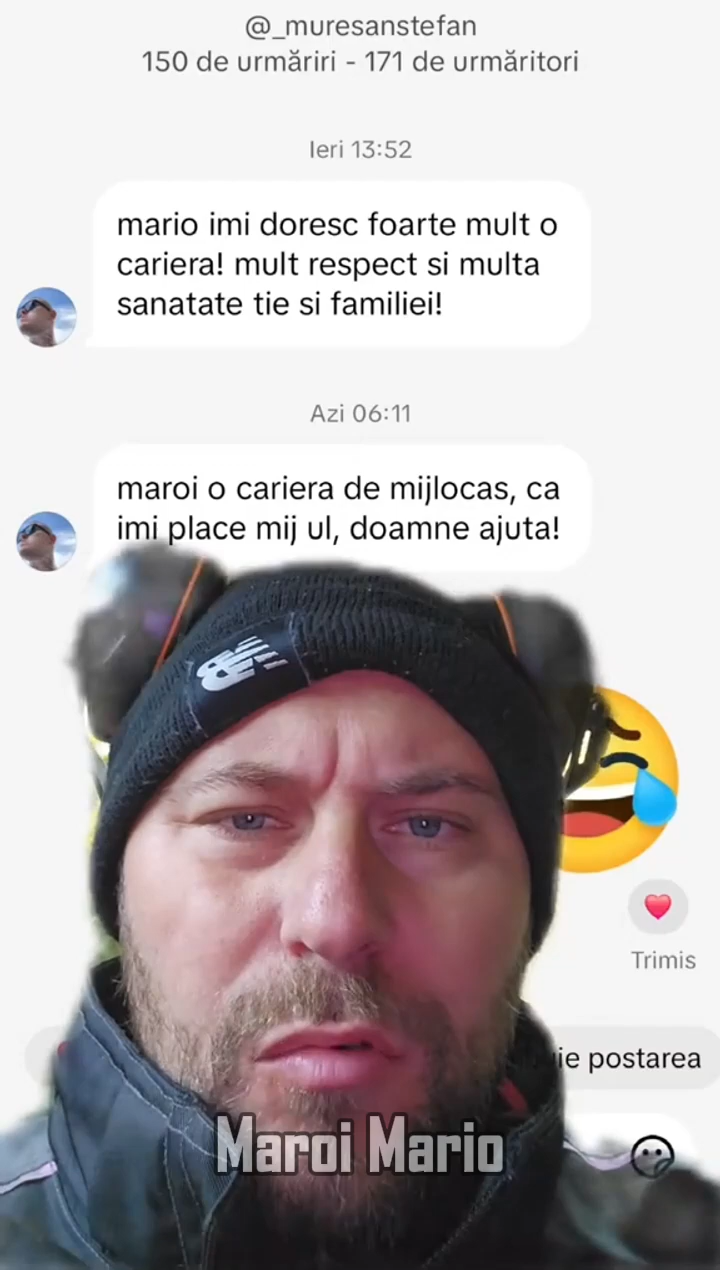 @_muresanstefan
150 de urmăriri - 171 de urmăritori
Ieri 13:52
mario imi doresc foarte mult o
cariera! mult respect si multa
sanatate tie si familiei!
Azi 06:11
maroi o cariera de mijlocas, ca
imi place mij ul, doamne ajuta!
Trimis
ie postarea
Maroi Mario